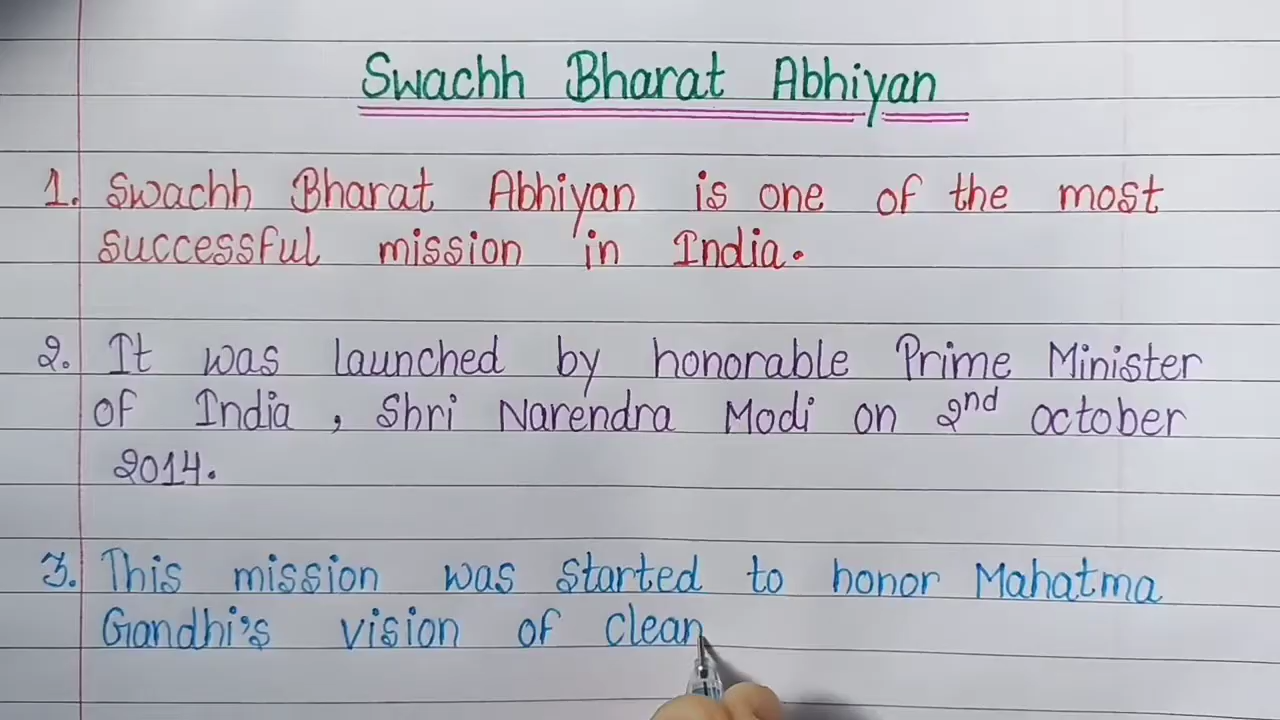 Swachh Bharat Abhiyan
1. Swachh Bharat Abhiyan is one of the most
successful mission in India.
2. It was launched by honorable Prime Minister
of India, Shri Narendra Modi on 2nd october
2014.
3. This mission was started to honor Mahatma
Gandhi's vision of clean